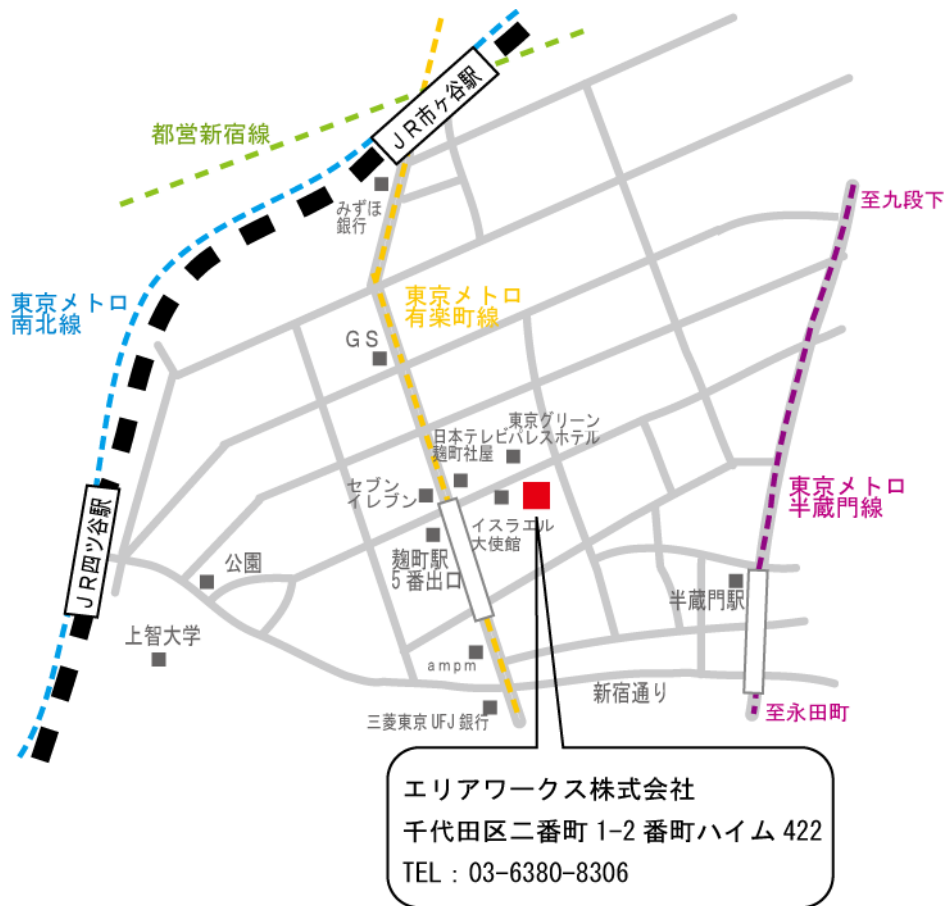 JR市ヶ谷駅
都営新宿線
みずほ
銀行
至九段下
東京メトロ
南北線
東京メトロ
有楽町線
GS
東京グリーン
パレスホテル
日本テレビ
麹町社屋
セブン
イレブン
東京メトロ
半蔵門線
イスラエル
大使館
JR四ツ谷駅
公園
麹町駅
5番出口
半蔵門駅
上智大学
ampm
新宿通り
三菱東京UFJ銀行
至永田町
エリアワークス株式会社
千代田区二番町1-2番町ハイム422
TEL：03-6380-8306